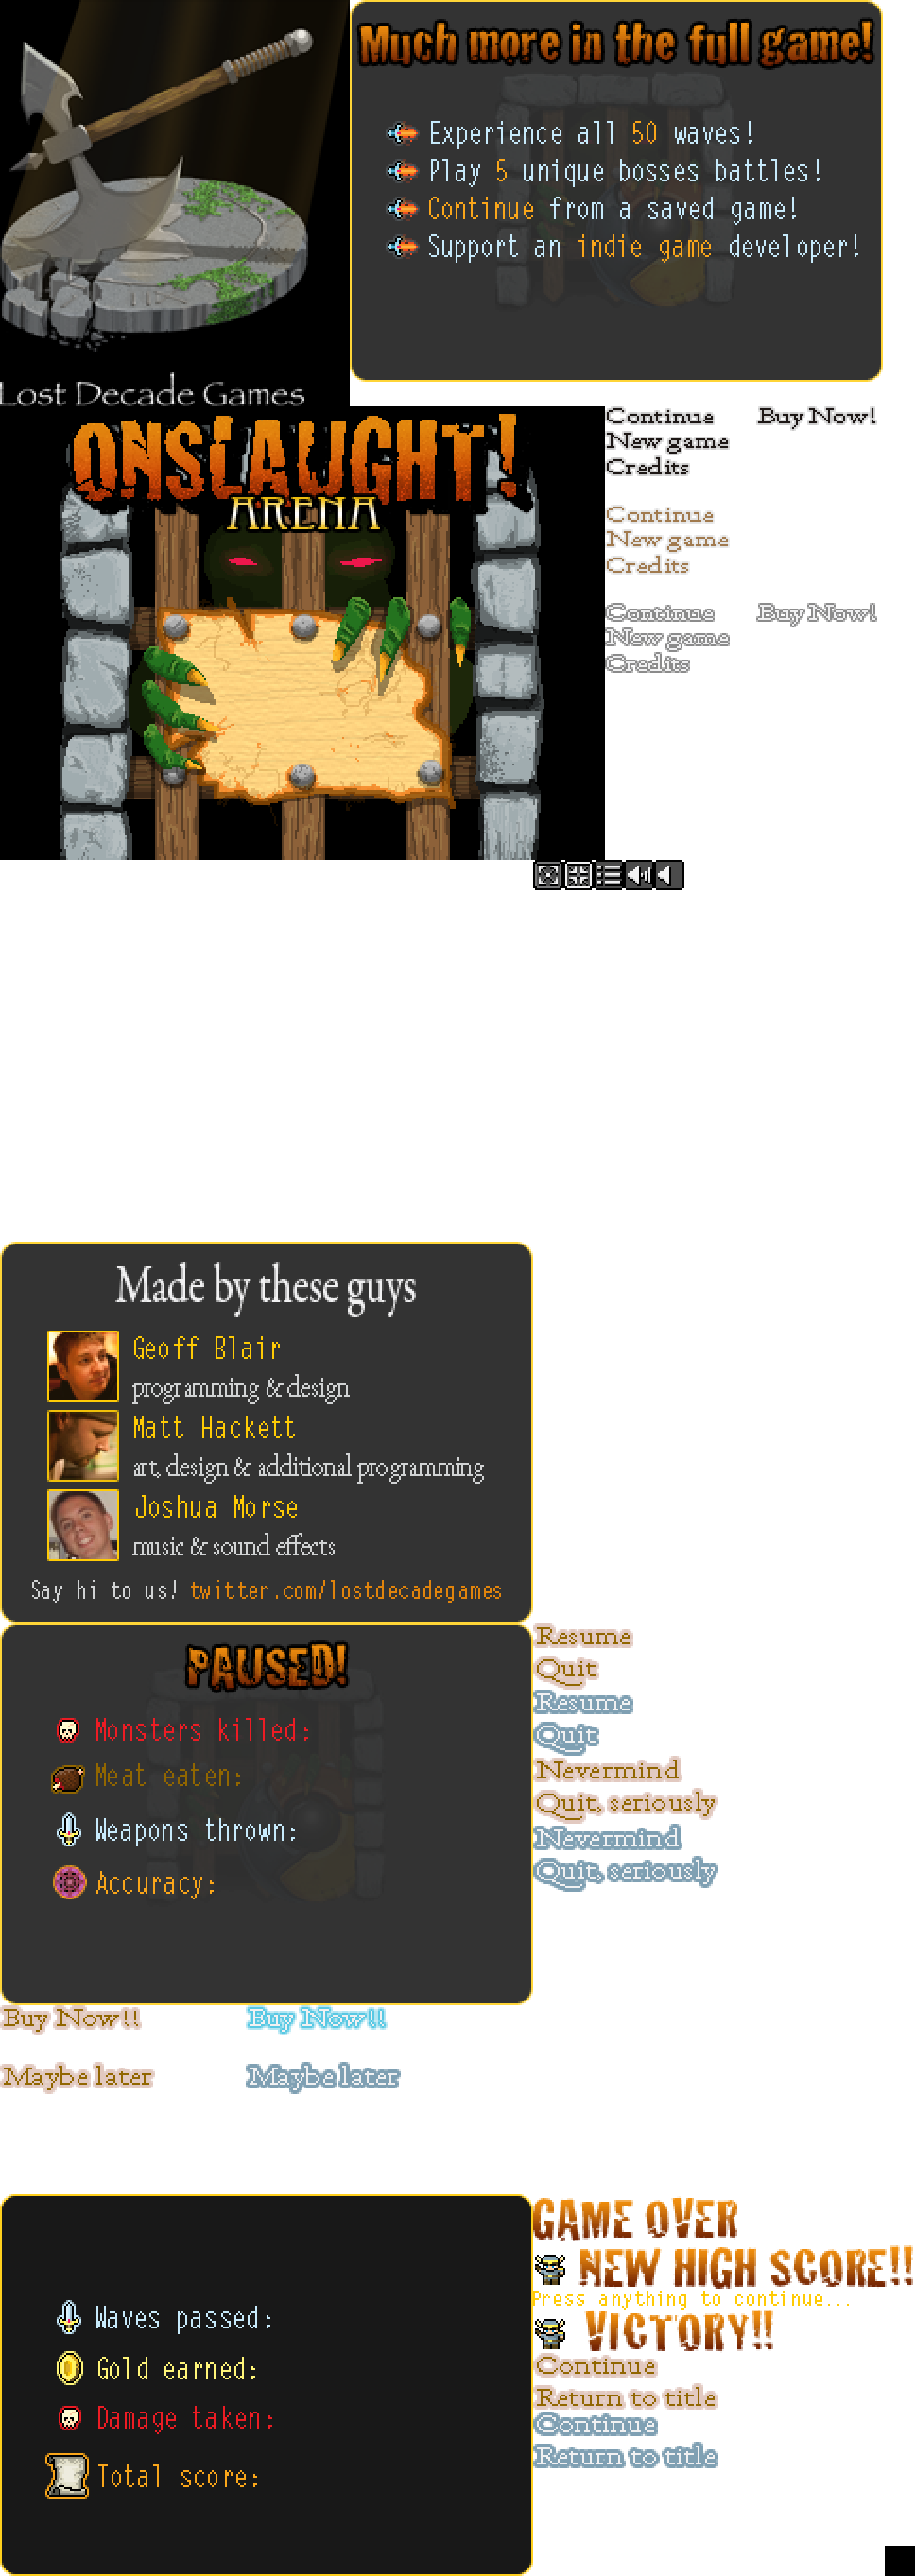 Lost Decade Games
Much more in the full game!
Experience all 50 waves!
Play 5 unique bosses battles!
Continue from a saved game!
Support an indie game developer!
ONSLAUGHT!
ARENA
Continue
New game
Credits
Buy Now!
Continue
New game
Credits
Continue
New game
Credits
Buy Now!
Made by these guys
Geoff Blair
programming & design
Matt Hackett
art, design & additional programming
Joshua Morse
music & sound effects
Say hi to us! twitter.com/lostdecadegames
PAUSED!
Monsters killed:
Meat eaten:
Weapons thrown:
Accuracy:
Resume
Quit
Resume
Quit
Nevermind
Quit, seriously
Nevermind
Quit, seriously
Buy Now!!
Buy Now!!
Maybe later
Maybe later
Waves passed:
Gold earned:
Damage taken:
Total score:
GAME OVER
NEW HIGH SCORE!!
Press anything to continue...
VICTORY!!
Continue
Return to title
Continue
Return to title